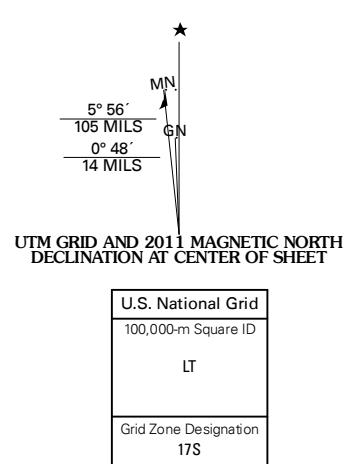 ★
MN
5° 56´
105 MILS
GN
0° 48´
14 MILS
UTM GRID AND 2011 MAGNETIC NORTH
DECLINATION AT CENTER OF SHEET
U.S. National Grid
100,000-m Square ID
LT
Grid Zone Designation
17S